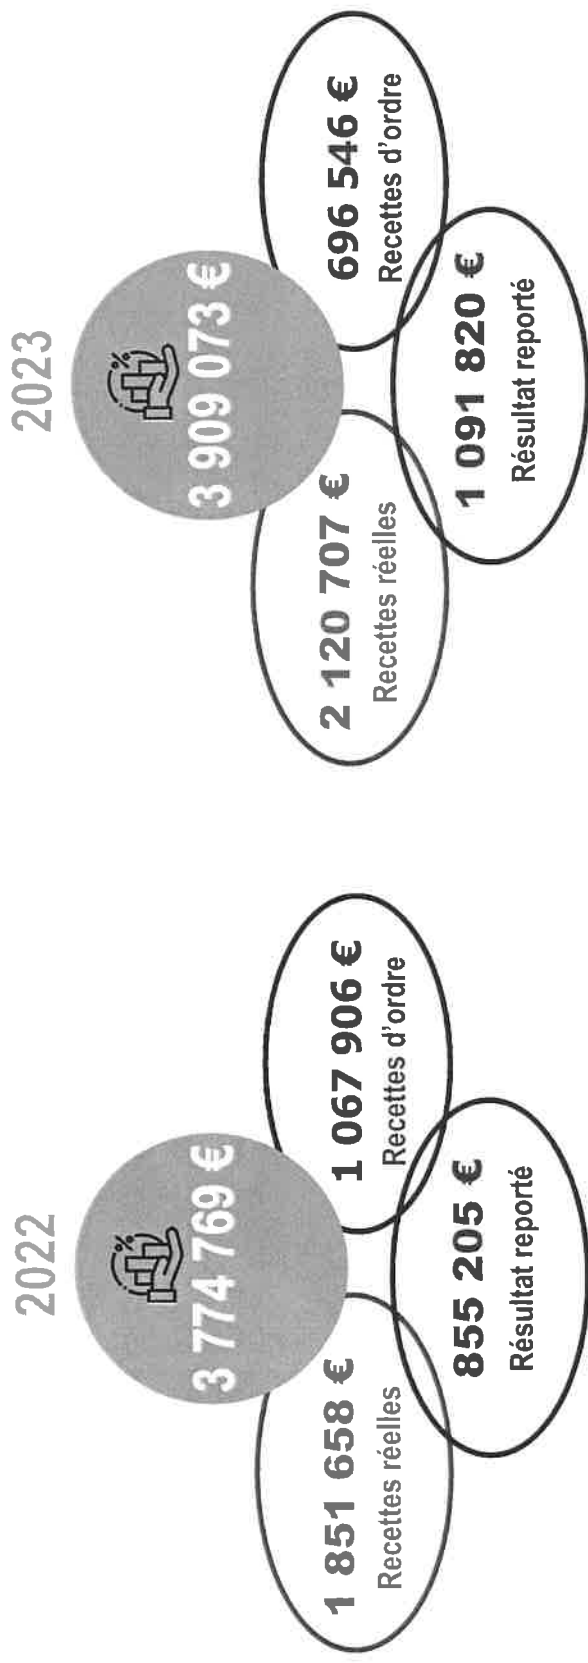 2022
3 774 769 €
1 851 658 €
Recettes réelles
1 067 906 €
Recettes d'ordre
855 205 €
Résultat reporté
2023
3 909 073 €
2 120 707 €
Recettes réelles
696 546 €
Recettes d'ordre
1 091 820 €
Résultat reporté